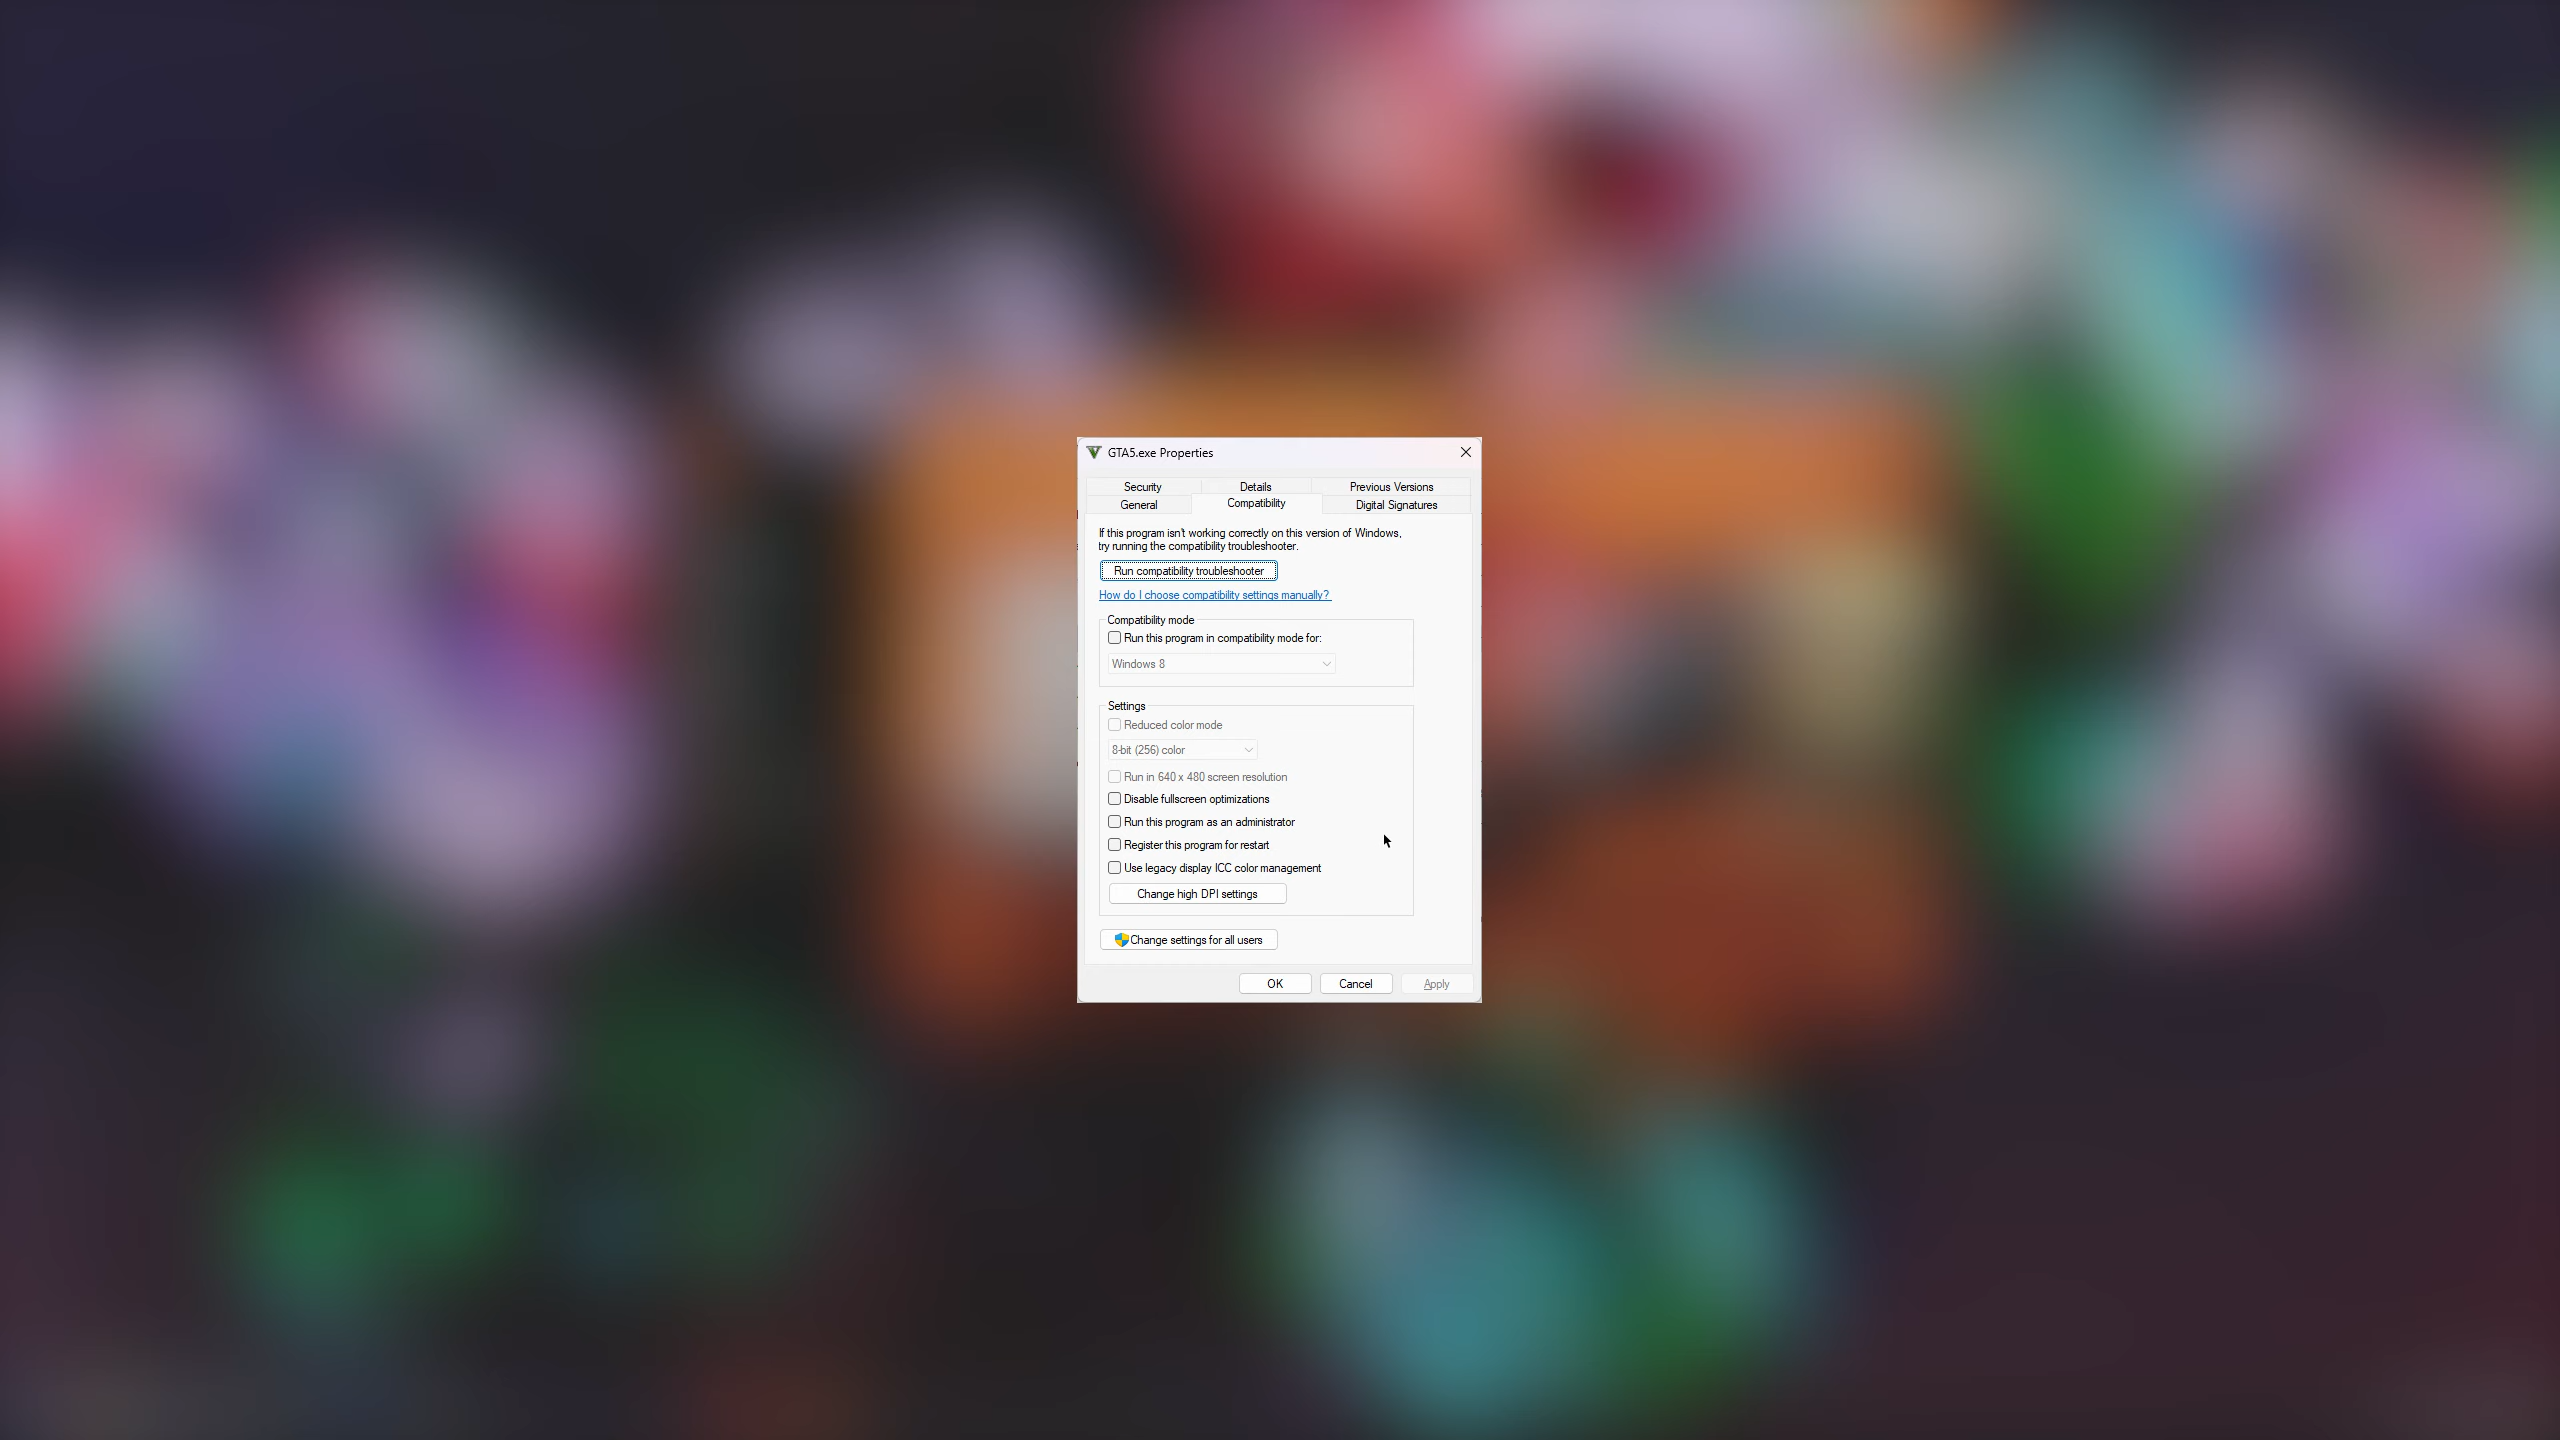 GTA5.exe Properties
Security Details Previous Versions
General Compatibility Digital Signatures
If this program isn't working correctly on this version of Windows,
try running the compatibility troubleshooter.
Run compatibility troubleshooter
How do I choose compatibility settings manually?
Compatibility mode
Run this program in compatibility mode for:
Windows 8
Settings
Reduced color mode
8-bit (256) color
Run in 640 x 480 screen resolution
Disable fullscreen optimizations
Run this program as an administrator
Register this program for restart
Use legacy display ICC color management
Change high DPI settings
Change settings for all users
OK Cancel Apply